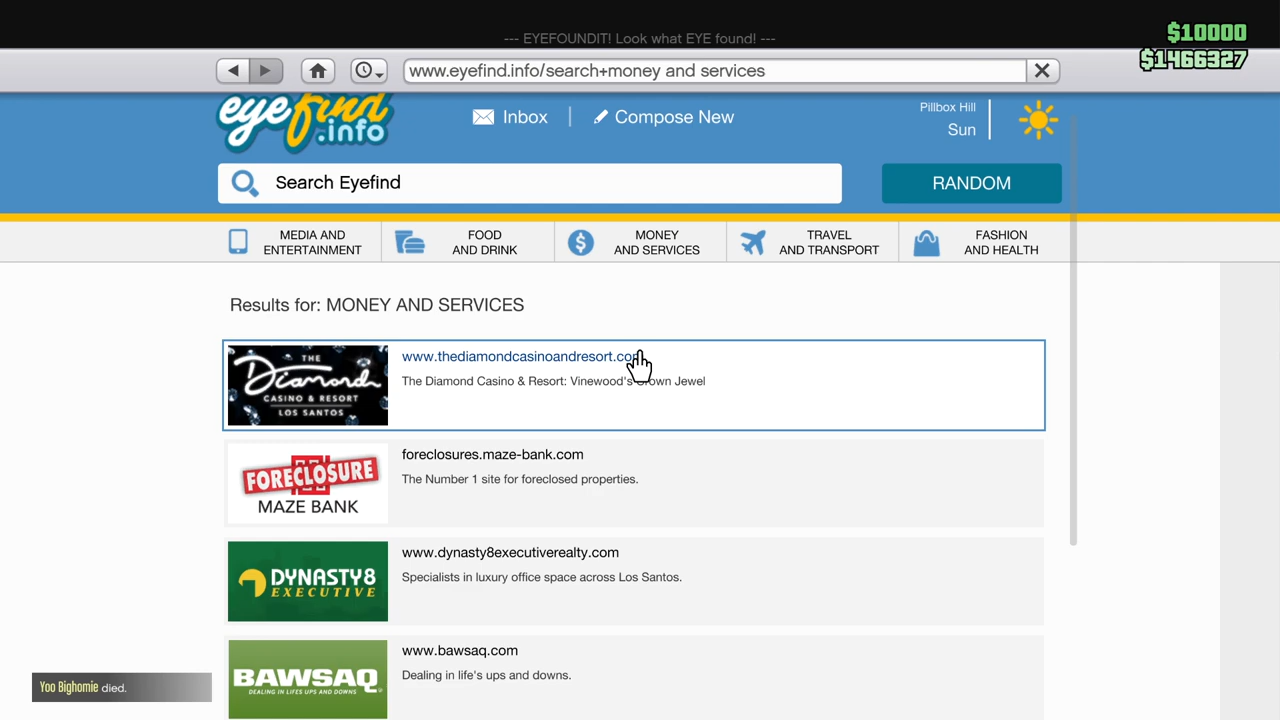 --- EYEFOUNDIT! Look what EYE found! ---
$10000
$1466327
www.eyefind.info/search+money and services
eyefind
.info
Inbox
Compose New
Pillbox Hill
Sun
Search Eyefind
RANDOM
MEDIA AND
ENTERTAINMENT
FOOD
AND DRINK
MONEY
AND SERVICES
TRAVEL
AND TRANSPORT
FASHION
AND HEALTH
Results for: MONEY AND SERVICES
THE
Diamond
CASINO & RESORT
LOS SANTOS
www.thediamondcasinoandresort.com
The Diamond Casino & Resort: Vinewood's Crown Jewel
FORECLOSURE
MAZE BANK
foreclosures.maze-bank.com
The Number 1 site for foreclosed properties.
DYNASTY8
EXECUTIVE
www.dynasty8executiverealty.com
Specialists in luxury office space across Los Santos.
BAWSAQ
DEALING IN LIFE'S UPS AND DOWNS
www.bawsaq.com
Dealing in life's ups and downs.
Yoo Bighomie died.